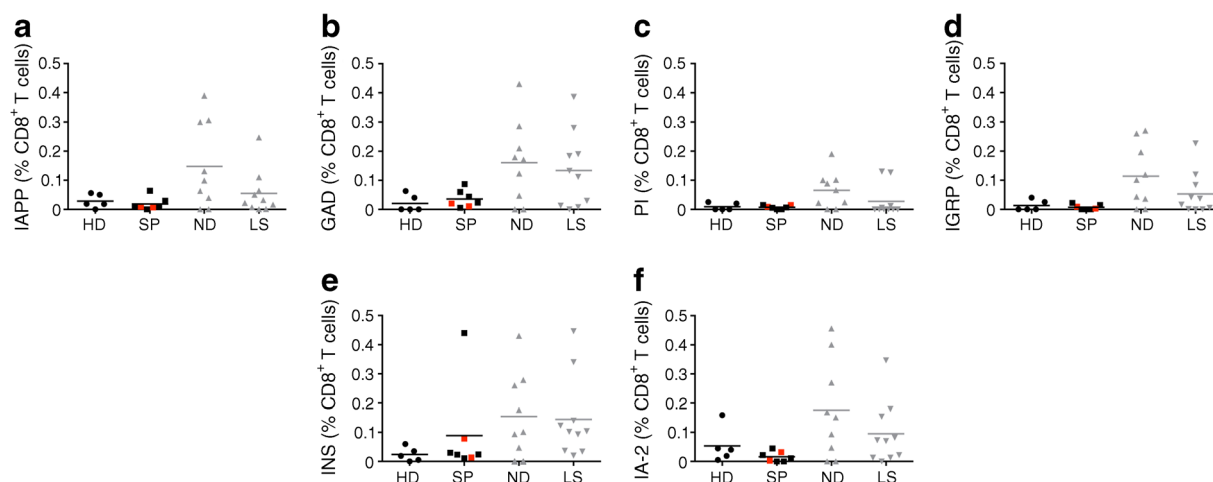 a
IAPP (% CD8⁺ T cells)
0.5
0.4
0.3
0.2
0.1
0
HD SP ND LS
b
GAD (% CD8⁺ T cells)
0.5
0.4
0.3
0.2
0.1
0
HD SP ND LS
c
PI (% CD8⁺ T cells)
0.5
0.4
0.3
0.2
0.1
0
HD SP ND LS
d
IGRP (% CD8⁺ T cells)
0.5
0.4
0.3
0.2
0.1
0
HD SP ND LS
e
INS (% CD8⁺ T cells)
0.5
0.4
0.3
0.2
0.1
0
HD SP ND LS
f
IA-2 (% CD8⁺ T cells)
0.5
0.4
0.3
0.2
0.1
0
HD SP ND LS